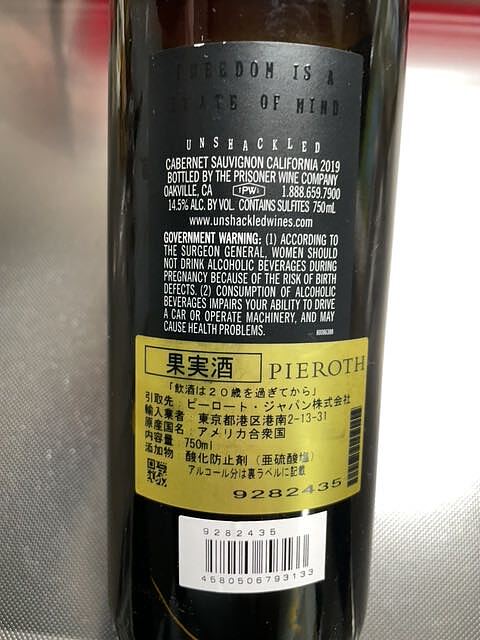 FREEDOM IS A
STATE OF MIND
UNSHACKLED
CABERNET SAUVIGNON CALIFORNIA 2019
BOTTLED BY THE PRISONER WINE COMPANY
OAKVILLE, CA TPWC 1.888.659.7900
14.5% ALC. BY VOL. CONTAINS SULFITES 750 mL
www.unshackledwines.com
GOVERNMENT WARNING: (1) ACCORDING TO
THE SURGEON GENERAL, WOMEN SHOULD
NOT DRINK ALCOHOLIC BEVERAGES DURING
PREGNANCY BECAUSE OF THE RISK OF BIRTH
DEFECTS. (2) CONSUMPTION OF ALCOHOLIC
BEVERAGES IMPAIRS YOUR ABILITY TO DRIVE
A CAR OR OPERATE MACHINERY, AND MAY
CAUSE HEALTH PROBLEMS.
果実酒 PIEROTH
「飲酒は20歳を過ぎてから」
引取先:ピーロート・ジャパン株式会社
輸入業者:東京都港区港南2-13-31
原産国名:アメリカ合衆国
内容量 750ml
添加物 酸化防止剤(亜硫酸塩)
アルコール分は裏ラベルに記載
9282435
9282435
4580506793133